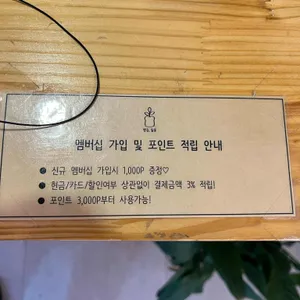 앰버십 가입 및 포인트 적립 안내
신규 앰버십 가입시 1,000P 증정♡
현금/카드/할인여부 상관없이 결제금액 3% 적립!
포인트 3,000P부터 사용가능!